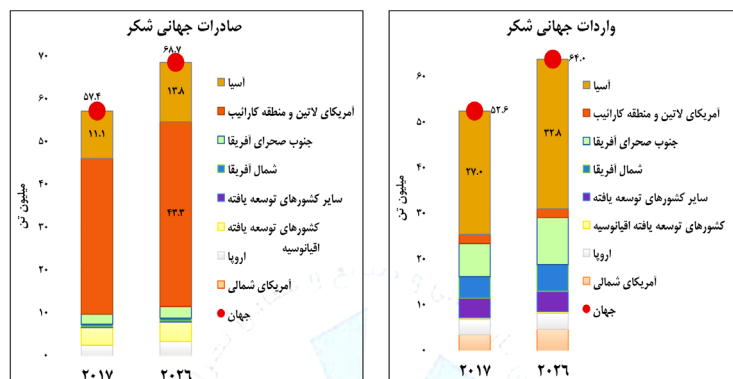 صادرات جهانی شکر
میلیون تن
۷۰
۶۰
۵۰
۴۰
۳۰
۲۰
۱۰
۰
۵۷.۴
۱۱.۱
۶۸.۷
۱۳.۸
۴۳.۳
۲۰۱۷
۲۰۲۶
آسیا
آمریکای لاتین و منطقه کارائیب
جنوب صحرای آفریقا
شمال آفریقا
سایر کشورهای توسعه یافته
کشورهای توسعه یافته
اقیانوسیه
اروپا
آمریکای شمالی
جهان
واردات جهانی شکر
میلیون تن
۶۰
۵۰
۴۰
۳۰
۲۰
۱۰
۰
۵۲.۶
۲۷.۰
۶۴.۰
۳۲.۸
۲۰۱۷
۲۰۲۶
آسیا
آمریکای لاتین و منطقه کارائیب
جنوب صحرای آفریقا
شمال آفریقا
سایر کشورهای توسعه یافته
کشورهای توسعه یافته اقیانوسیه
اروپا
آمریکای شمالی
جهان